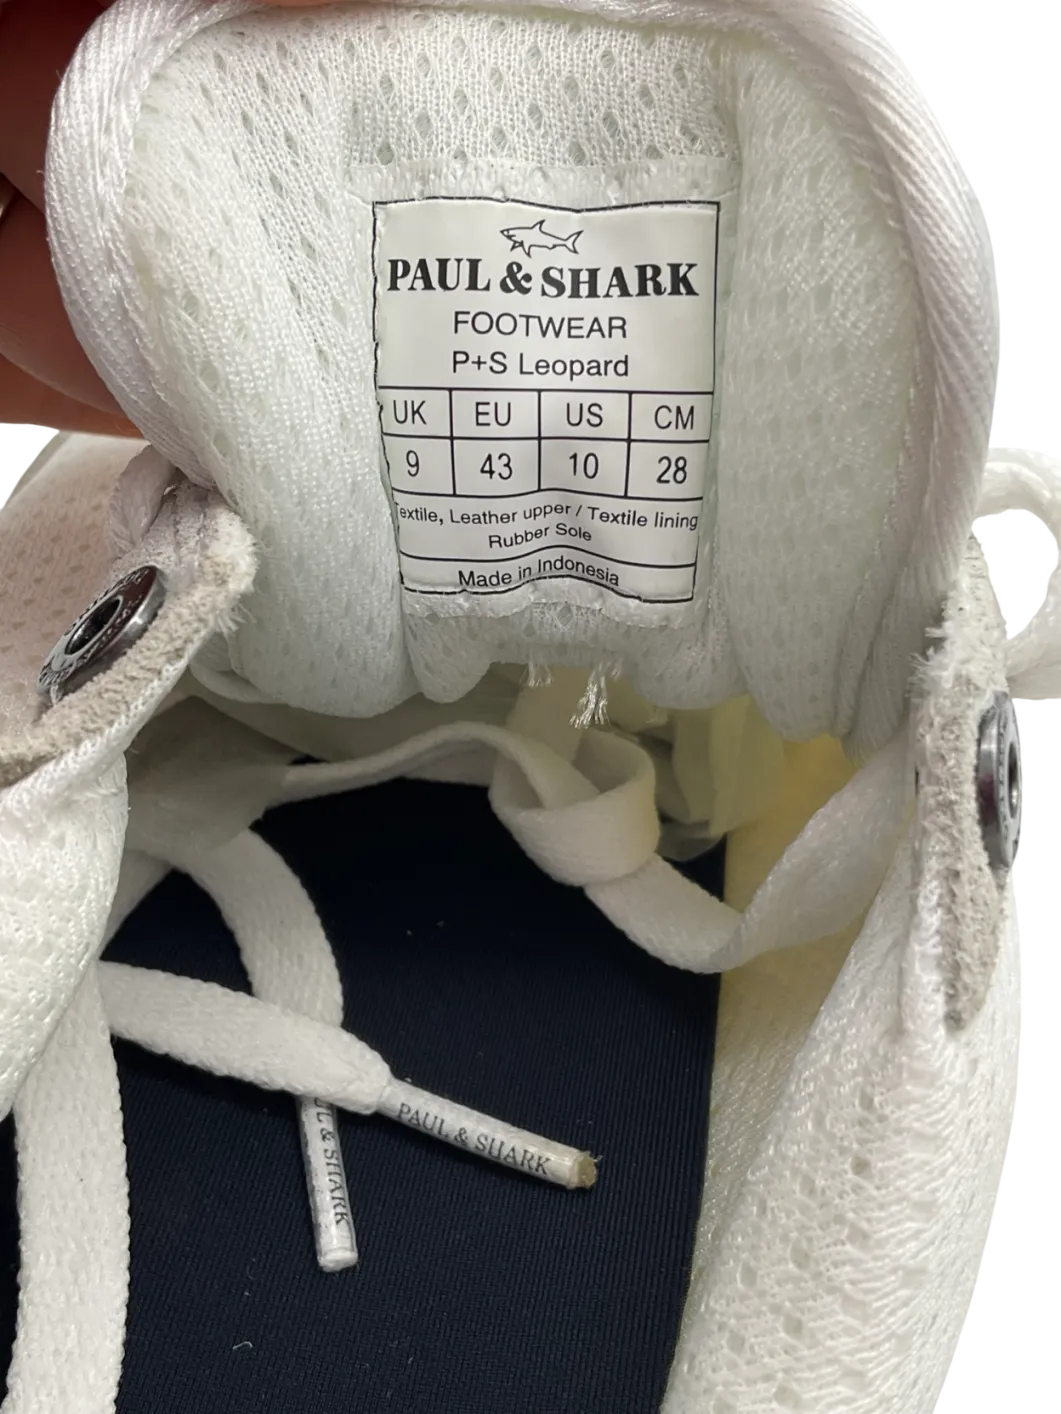 PAUL & SHARK
FOOTWEAR
P+S Leopard
UK EU US CM
9 43 10 28
Textile, Leather upper / Textile lining
Rubber Sole
Made in Indonesia
PAUL & SHARK
UL & SHARK